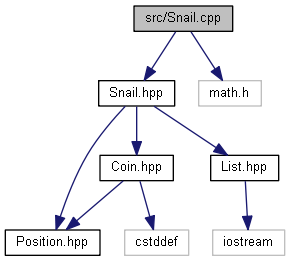 src/Snail.cpp
Snail.hpp
math.h
Coin.hpp
List.hpp
Position.hpp
cstddef
iostream